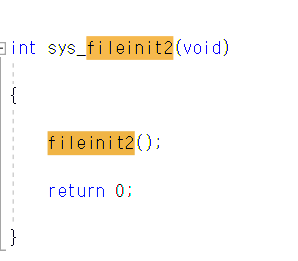 int sys_fileinit2(void)
{
fileinit2();
return 0;
}